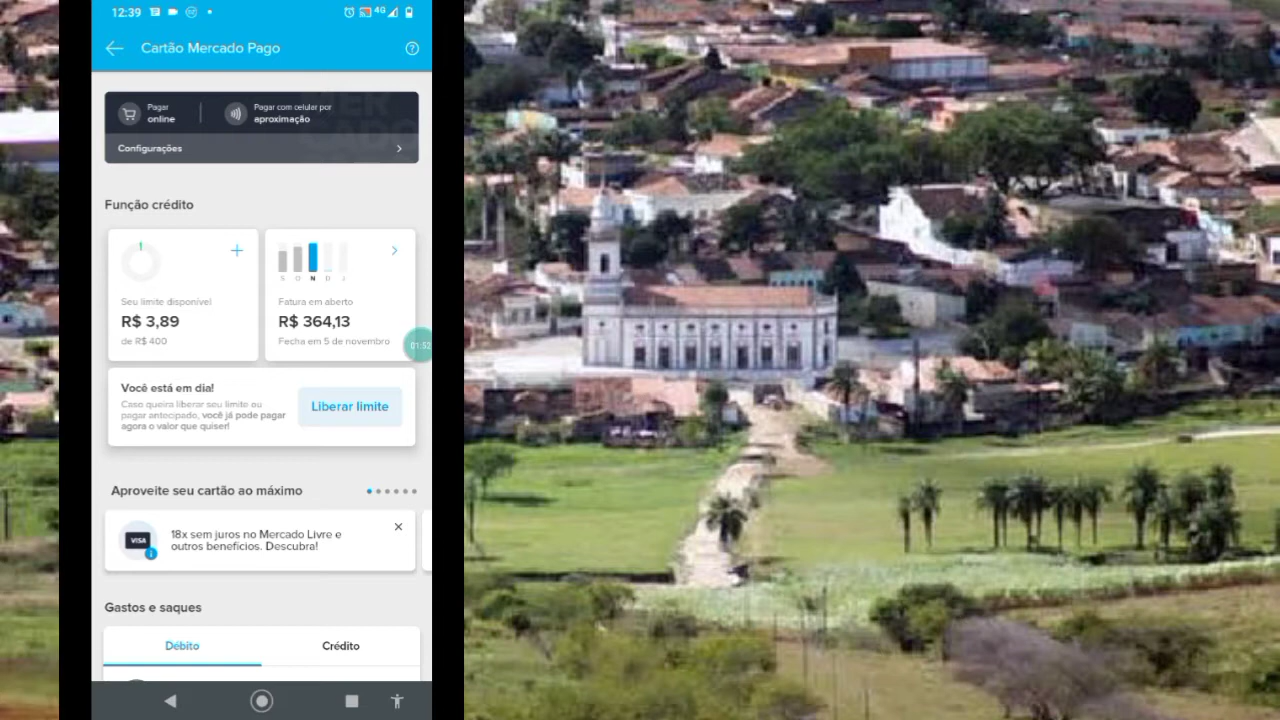 12:39
4G
Cartão Mercado Pago
Pagar
online
Pagar com celular por
aproximação
Configurações
Função crédito
Seu limite disponível
R$ 3,89
de R$ 400
S O N D J
Fatura em aberto
R$ 364,13
Fecha em 5 de novembro
01:52
Você está em dia!
Caso queira liberar seu limite ou
pagar antecipado, você já pode pagar
agora o valor que quiser!
Liberar limite
Aproveite seu cartão ao máximo
VISA
18x sem juros no Mercado Livre e
outros benefícios. Descubra!
Gastos e saques
Débito
Crédito